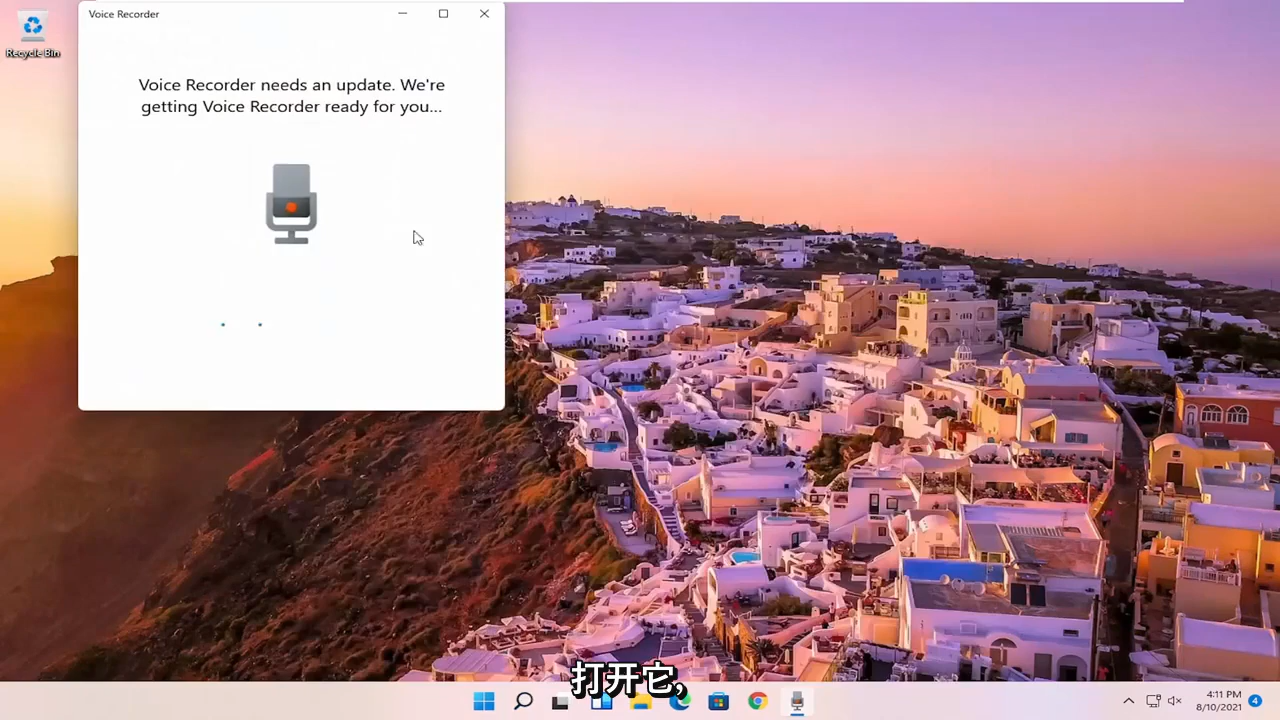 Voice Recorder
Recycle Bin
Voice Recorder needs an update. We're
getting Voice Recorder ready for you...
打开它,
4:11 PM
8/10/2021
4